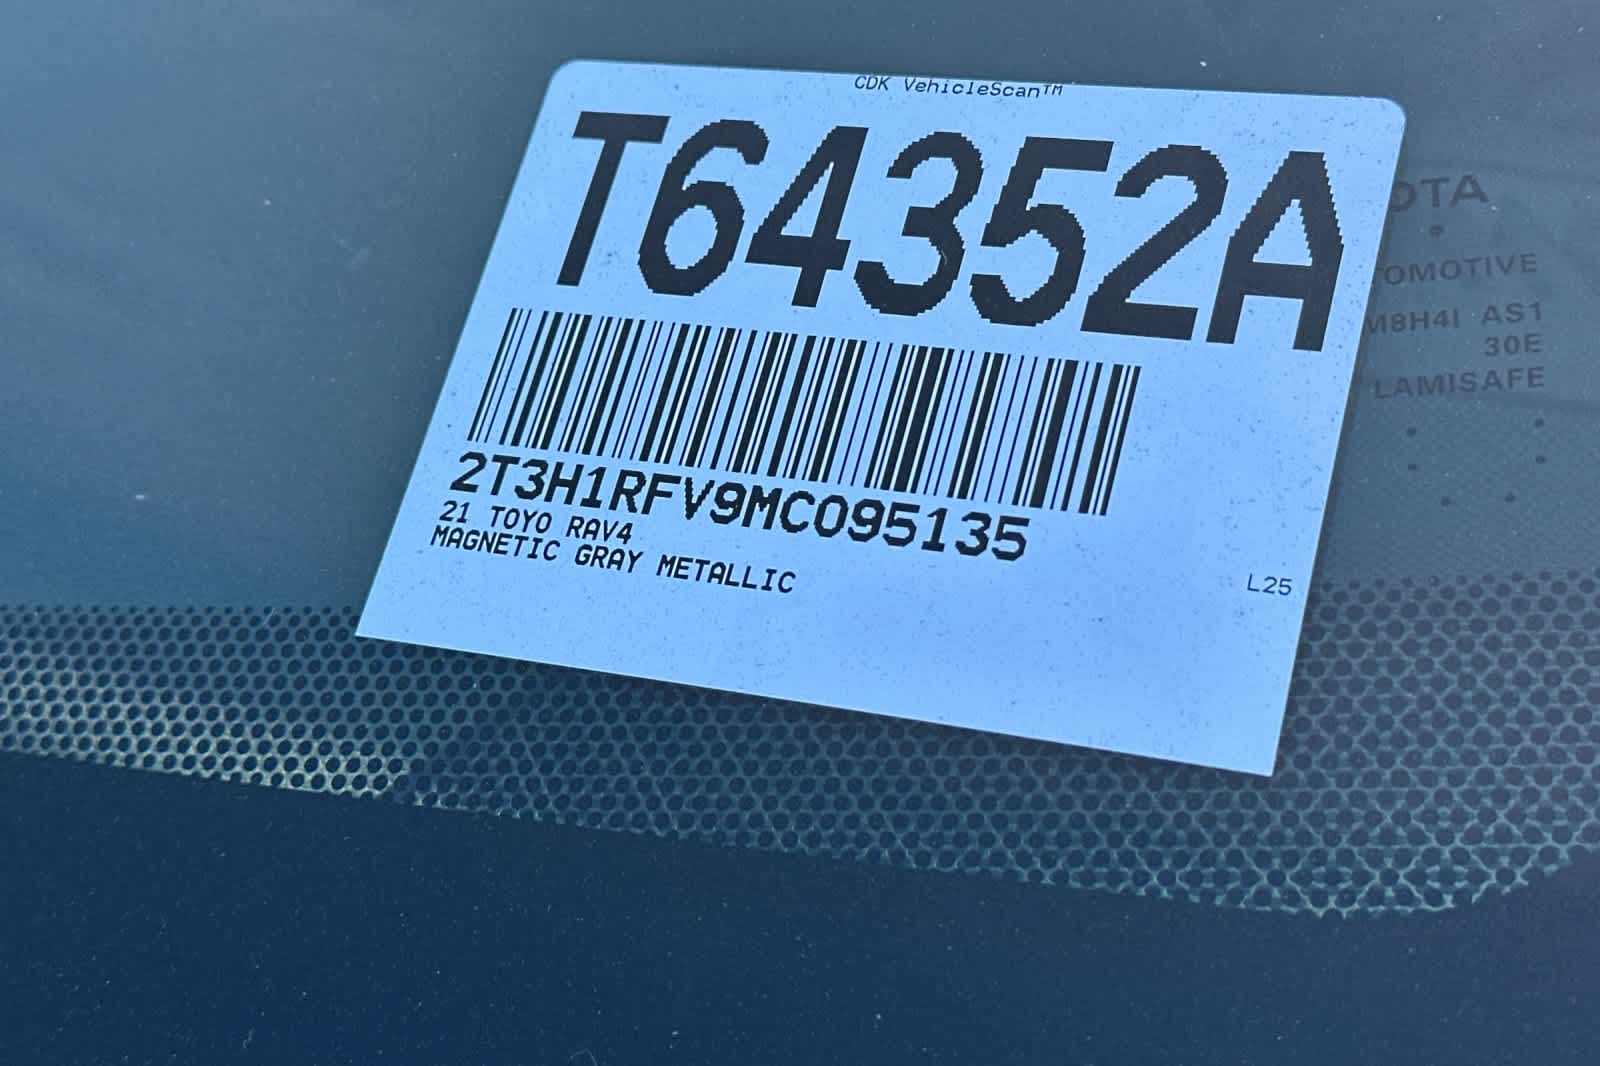 CDK VehicleScan™
T64352A
2T3H1RFV9MC095135
21 TOYO RAV4
MAGNETIC GRAY METALLIC
L25
OTA
OMOTIVE
M8H4I AS1
30E
LAMISAFE